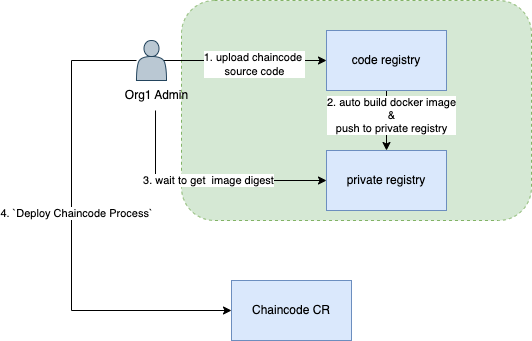 1. upload chaincode
source code
code registry
Org1 Admin
2. auto build docker image
&
push to private registry
3. wait to get  image digest
private registry
4. `Deploy Chaincode Process`
Chaincode CR